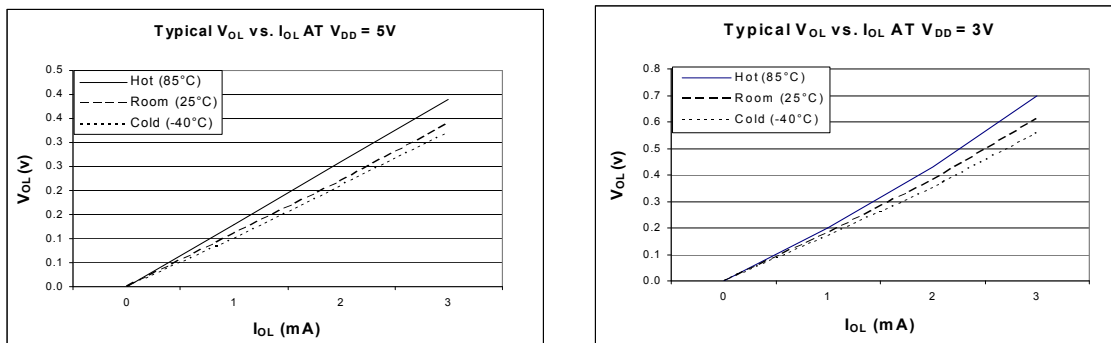 Typical VOL vs. IOL AT VDD = 5V
0.5
0.4
0.4
0.3
0.3
0.2
0.2
0.1
0.1
0.0
Hot (85°C)
Room (25°C)
Cold (-40°C)
VOL (v)
0 1 2 3
IOL (mA)
Typical VOL vs. IOL AT VDD = 3V
0.8
0.7
0.6
0.5
0.4
0.3
0.2
0.1
0.0
Hot (85°C)
Room (25°C)
Cold (-40°C)
VOL (v)
0 1 2 3
IOL (mA)